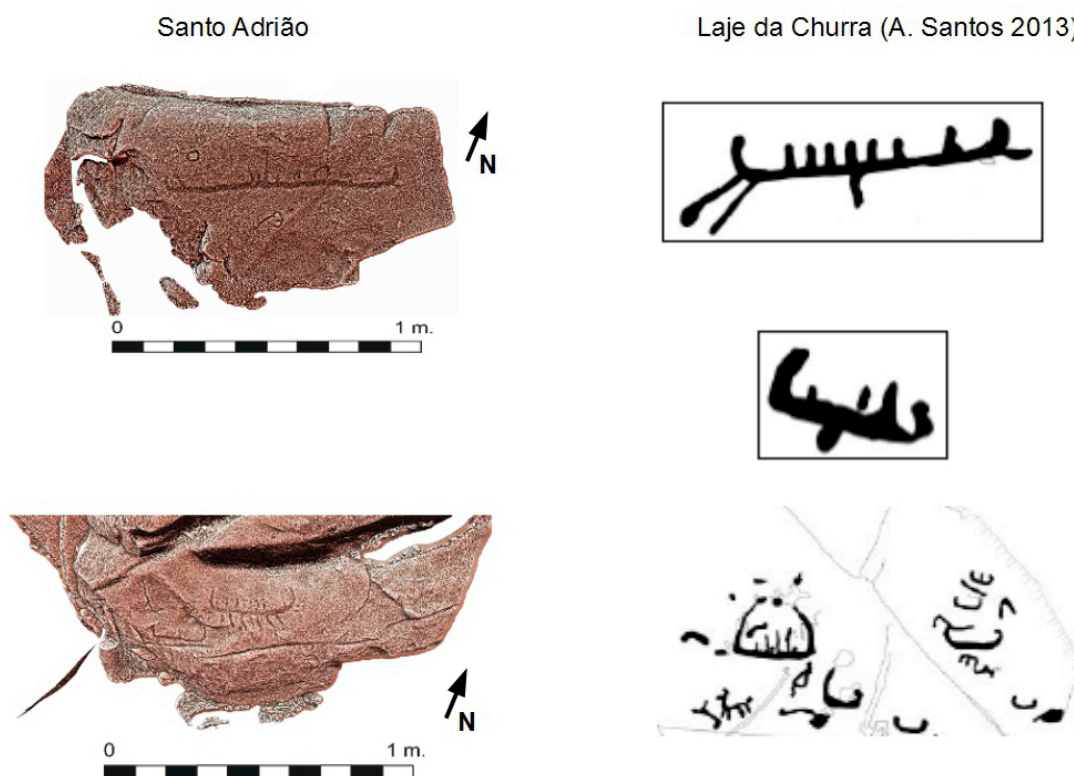 Santo Adrião
Laje da Churra (A. Santos 2013)
N
0 1 m.
N
0 1 m.